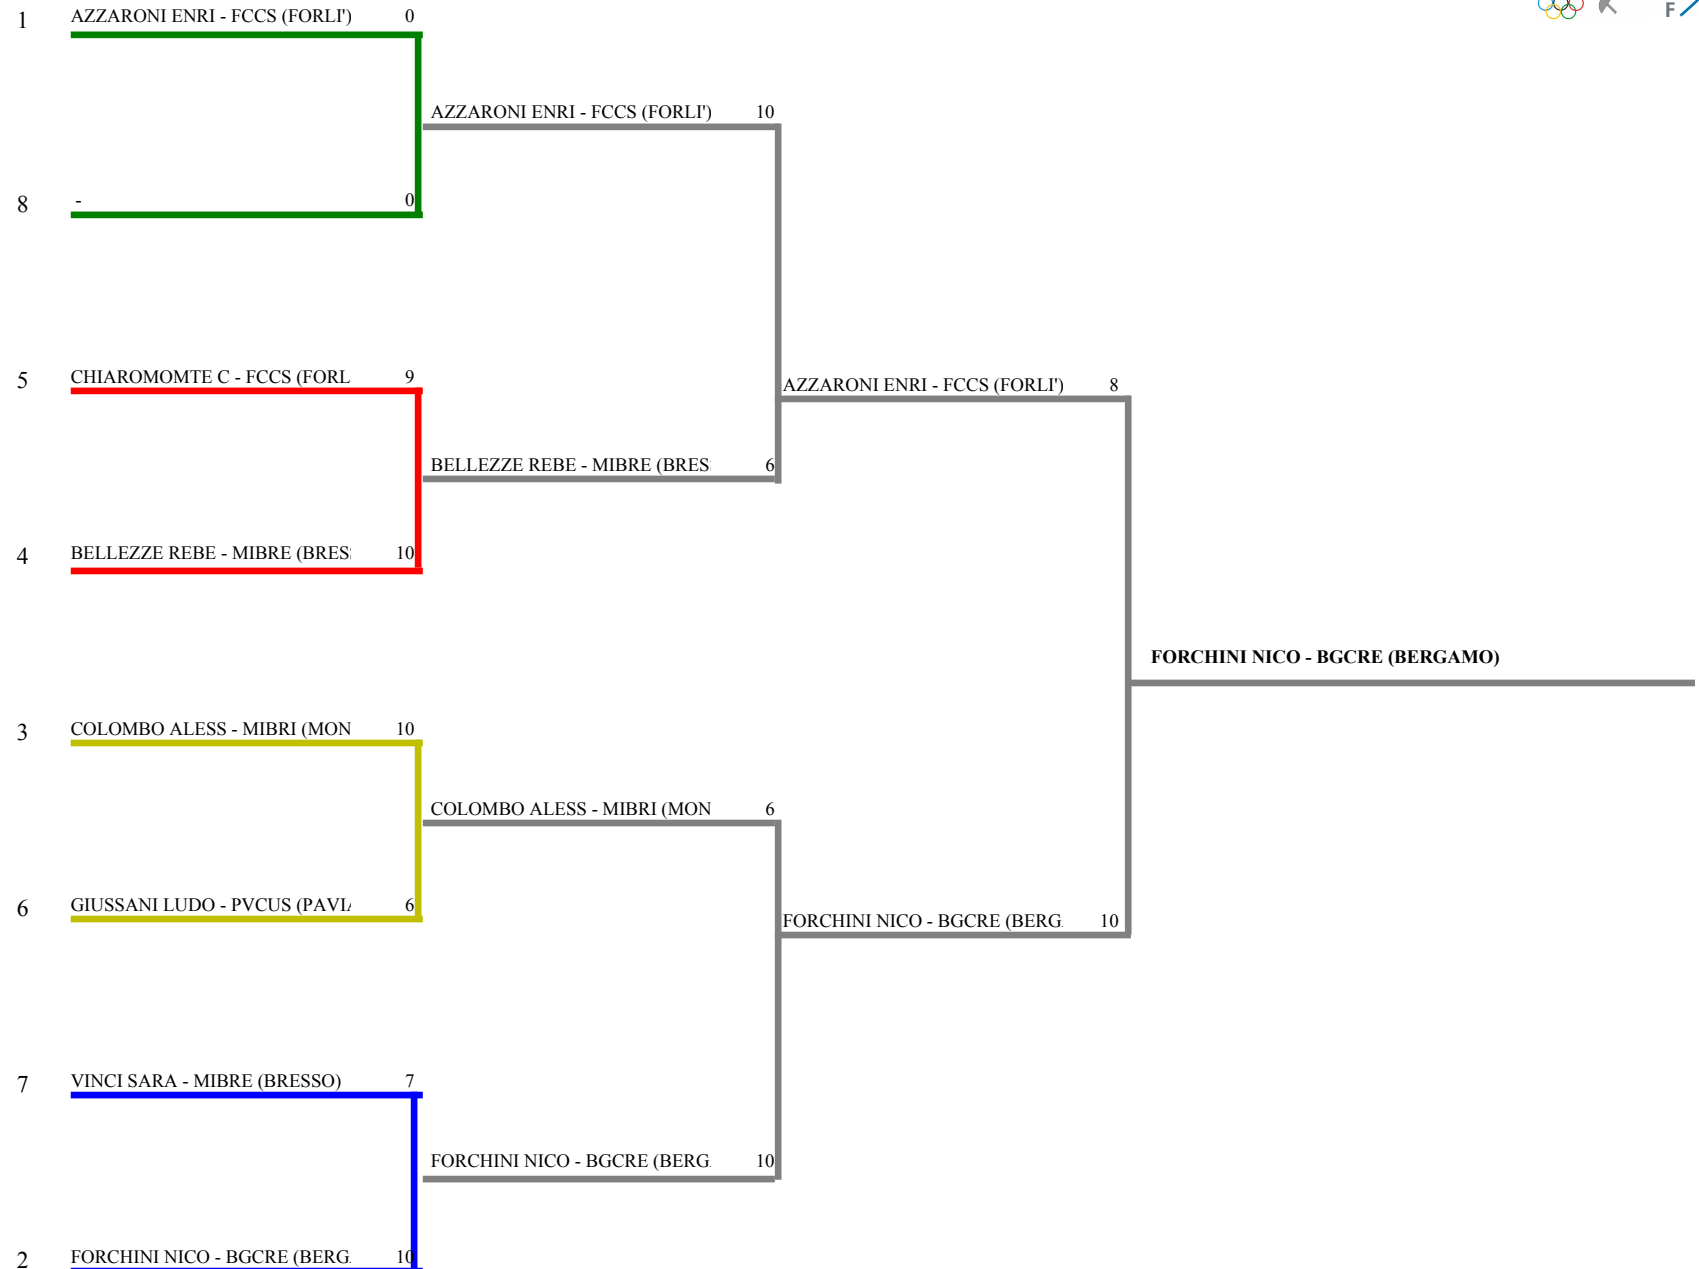 1 AZZARONI ENRI - FCCS (FORLI') 0
F
AZZARONI ENRI - FCCS (FORLI') 10
8 - 0
5 CHIAROMOMTE C - FCCS (FORL 9
AZZARONI ENRI - FCCS (FORLI') 8
BELLEZZE REBE - MIBRE (BRES 6
4 BELLEZZE REBE - MIBRE (BRES 10
FORCHINI NICO - BGCRE (BERGAMO)
3 COLOMBO ALESS - MIBRI (MON 10
COLOMBO ALESS - MIBRI (MON 6
6 GIUSSANI LUDO - PVCUS (PAVIA 6
FORCHINI NICO - BGCRE (BERG. 10
7 VINCI SARA - MIBRE (BRESSO) 7
FORCHINI NICO - BGCRE (BERG. 10
2 FORCHINI NICO - BGCRE (BERG. 10